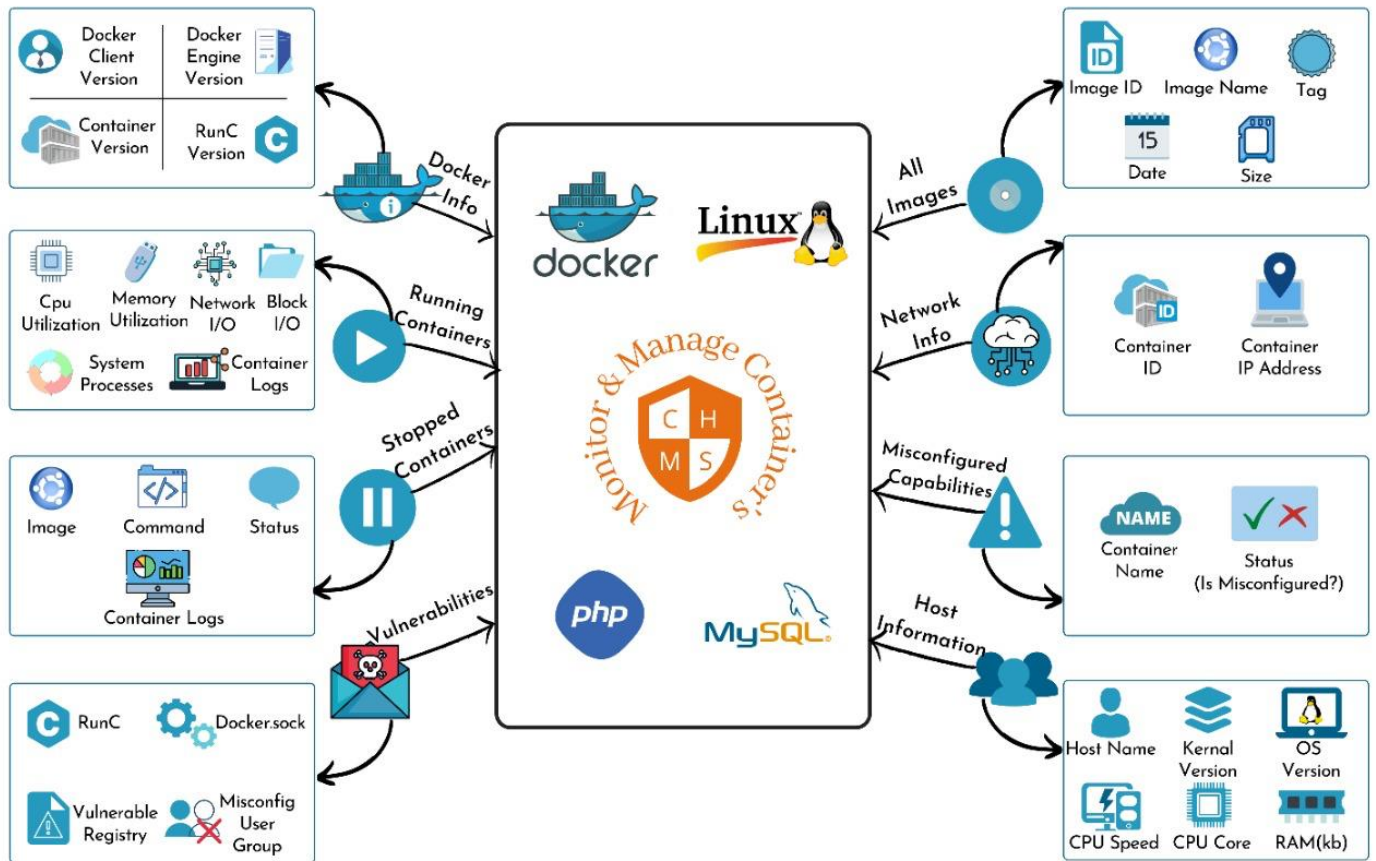 Docker
Client
Version
Docker
Engine
Version
Container
Version
RunC
Version
C
Docker
Info
i
Cpu
Utilization
Memory
Utilization
Network
I/O
Block
I/O
System
Processes
Container
Logs
Running
Containers
Image
Command
</>
Status
Container Logs
Stopped
Containers
C
RunC
Docker.sock
Vulnerable
Registry
Misconfig
User
Group
Vulnerabilities
docker
Linux
Monitor & Manage Container's
C H
M S
php
MySQL®
All
Images
ID
Image ID
Image Name
Tag
15
Date
Size
Network
Info
ID
Container
ID
Container
IP Address
Misconfigured
Capabilities
!
NAME
Container
Name
Status
(Is Misconfigured?)
Host
Information
Host Name
Kernal
Version
OS
Version
CPU Speed
CPU Core
RAM(kb)